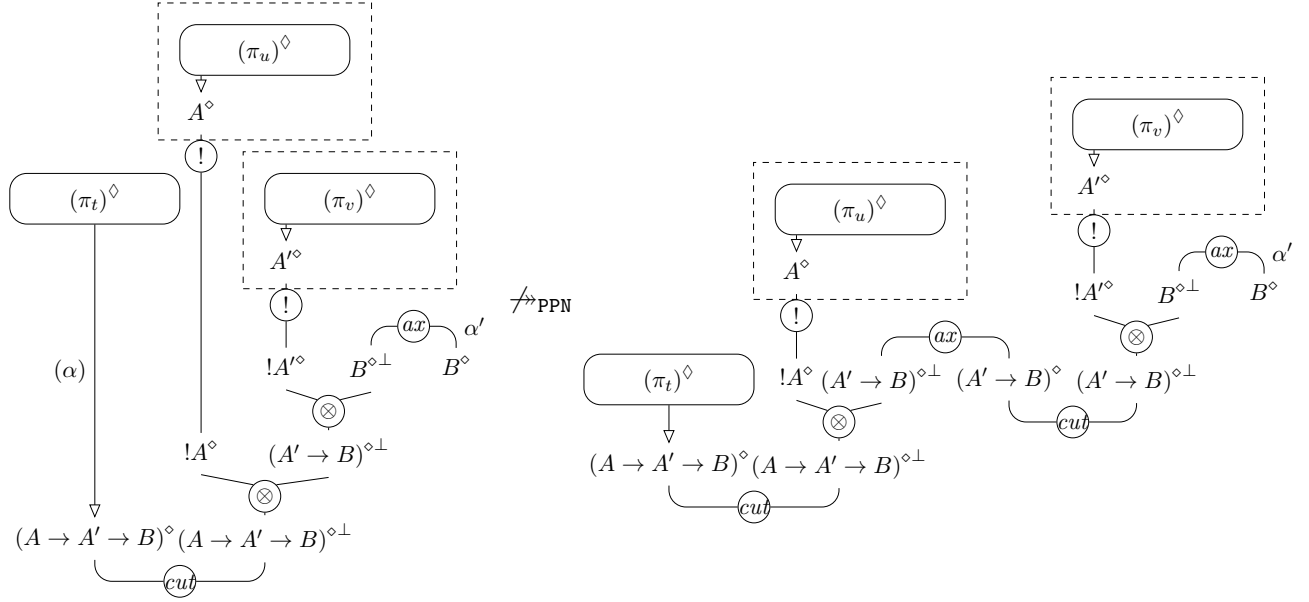 (π_u)^◊
A^⋄
!
(π_t)^◊
(π_v)^◊
A'^⋄
!
ax α'
(α)
!A'^⋄ B^⋄⊥ B^⋄
⊗
!A^⋄ (A' → B)^⋄⊥
⊗
(A → A' → B)^⋄ (A → A' → B)^⋄⊥
cut
↠̸_PPN
(π_v)^◊
A'^⋄
!
ax α'
!A'^⋄ B^⋄⊥ B^⋄
⊗
(π_u)^◊
A^⋄
!
ax
(π_t)^◊
!A^⋄ (A' → B)^⋄⊥ (A' → B)^⋄ (A' → B)^⋄⊥
⊗
cut
(A → A' → B)^⋄ (A → A' → B)^⋄⊥
cut